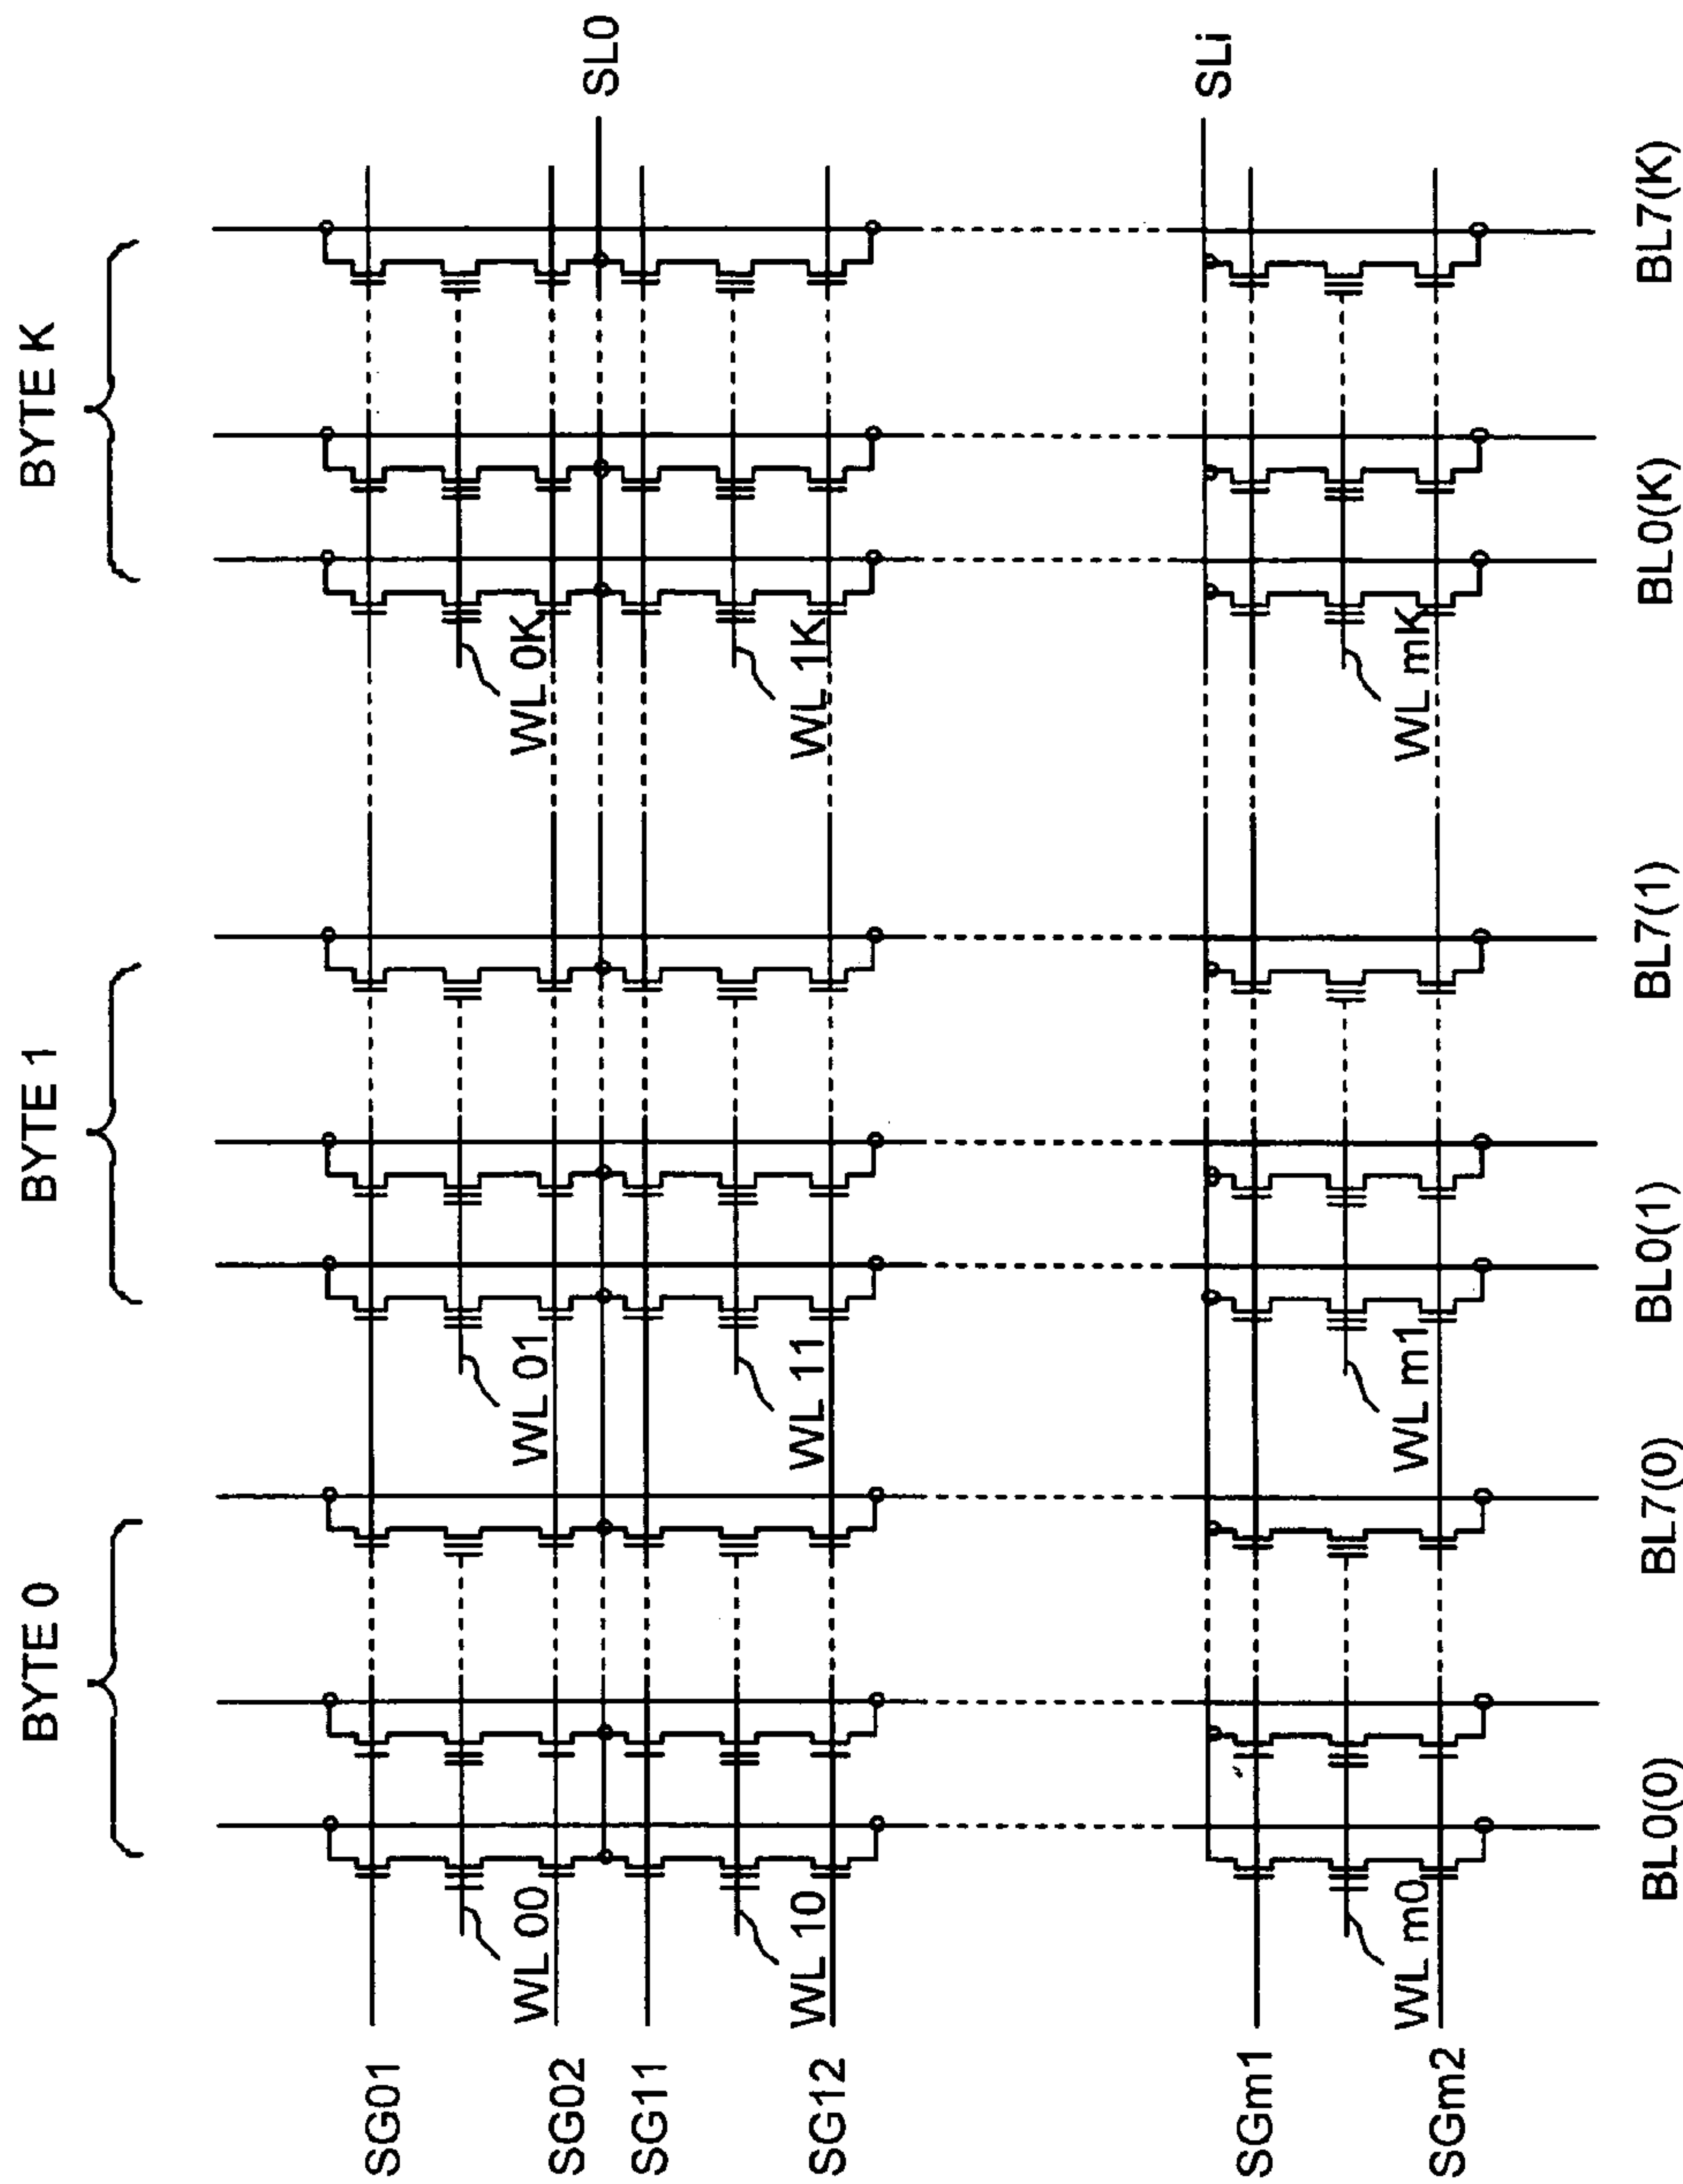 BYTE 0
BYTE 1
BYTE K
SG01
WL 00
WL 01
WL 0K
SG02
SL0
SG11
WL 10
WL 11
WL 1K
SG12
SLi
SGm1
WL m0
WL m1
WL mK
SGm2
BL0(0)
BL7(0)
BL0(1)
BL7(1)
BL0(K)
BL7(K)